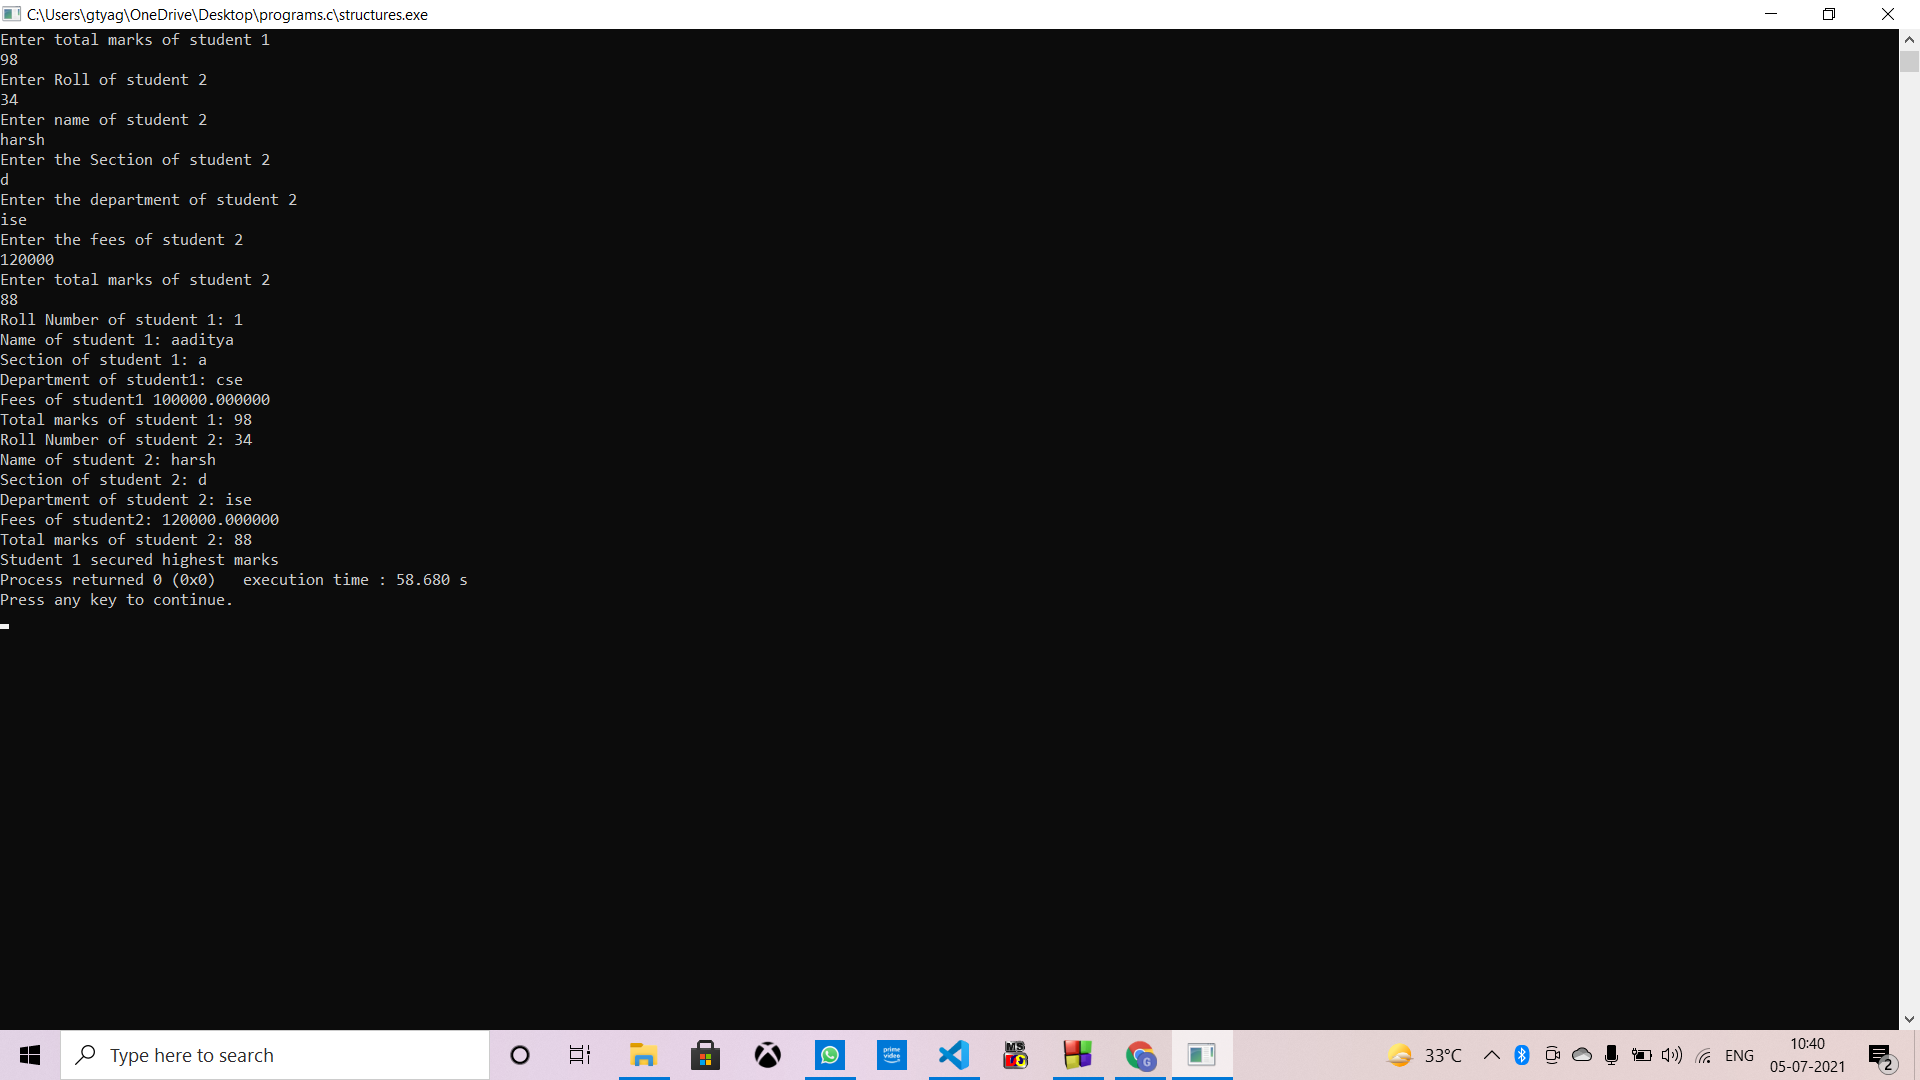 C:\Users\gtyag\OneDrive\Desktop\programs.c\structures.exe
Enter total marks of student 1
98
Enter Roll of student 2
34
Enter name of student 2
harsh
Enter the Section of student 2
d
Enter the department of student 2
ise
Enter the fees of student 2
120000
Enter total marks of student 2
88
Roll Number of student 1: 1
Name of student 1: aaditya
Section of student 1: a
Department of student1: cse
Fees of student1 100000.000000
Total marks of student 1: 98
Roll Number of student 2: 34
Name of student 2: harsh
Section of student 2: d
Department of student 2: ise
Fees of student2: 120000.000000
Total marks of student 2: 88
Student 1 secured highest marks
Process returned 0 (0x0)   execution time : 58.680 s
Press any key to continue.
Type here to search
prime video
MS
G
33°C
ENG
10:40
05-07-2021
2